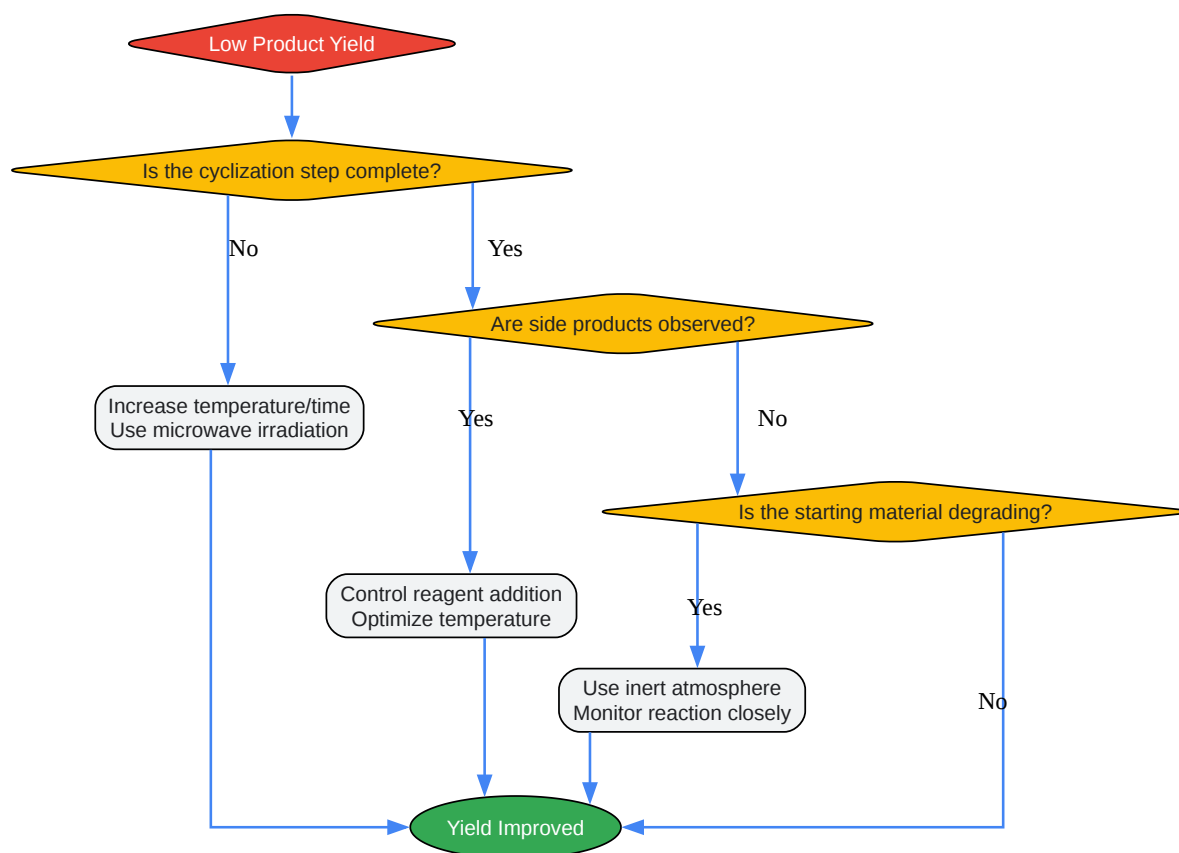 Low Product Yield
Is the cyclization step complete?
No
Yes
Are side products observed?
Increase temperature/time
Use microwave irradiation
Yes
No
Is the starting material degrading?
Control reagent addition
Optimize temperature
Yes
Use inert atmosphere
Monitor reaction closely
No
Yield Improved